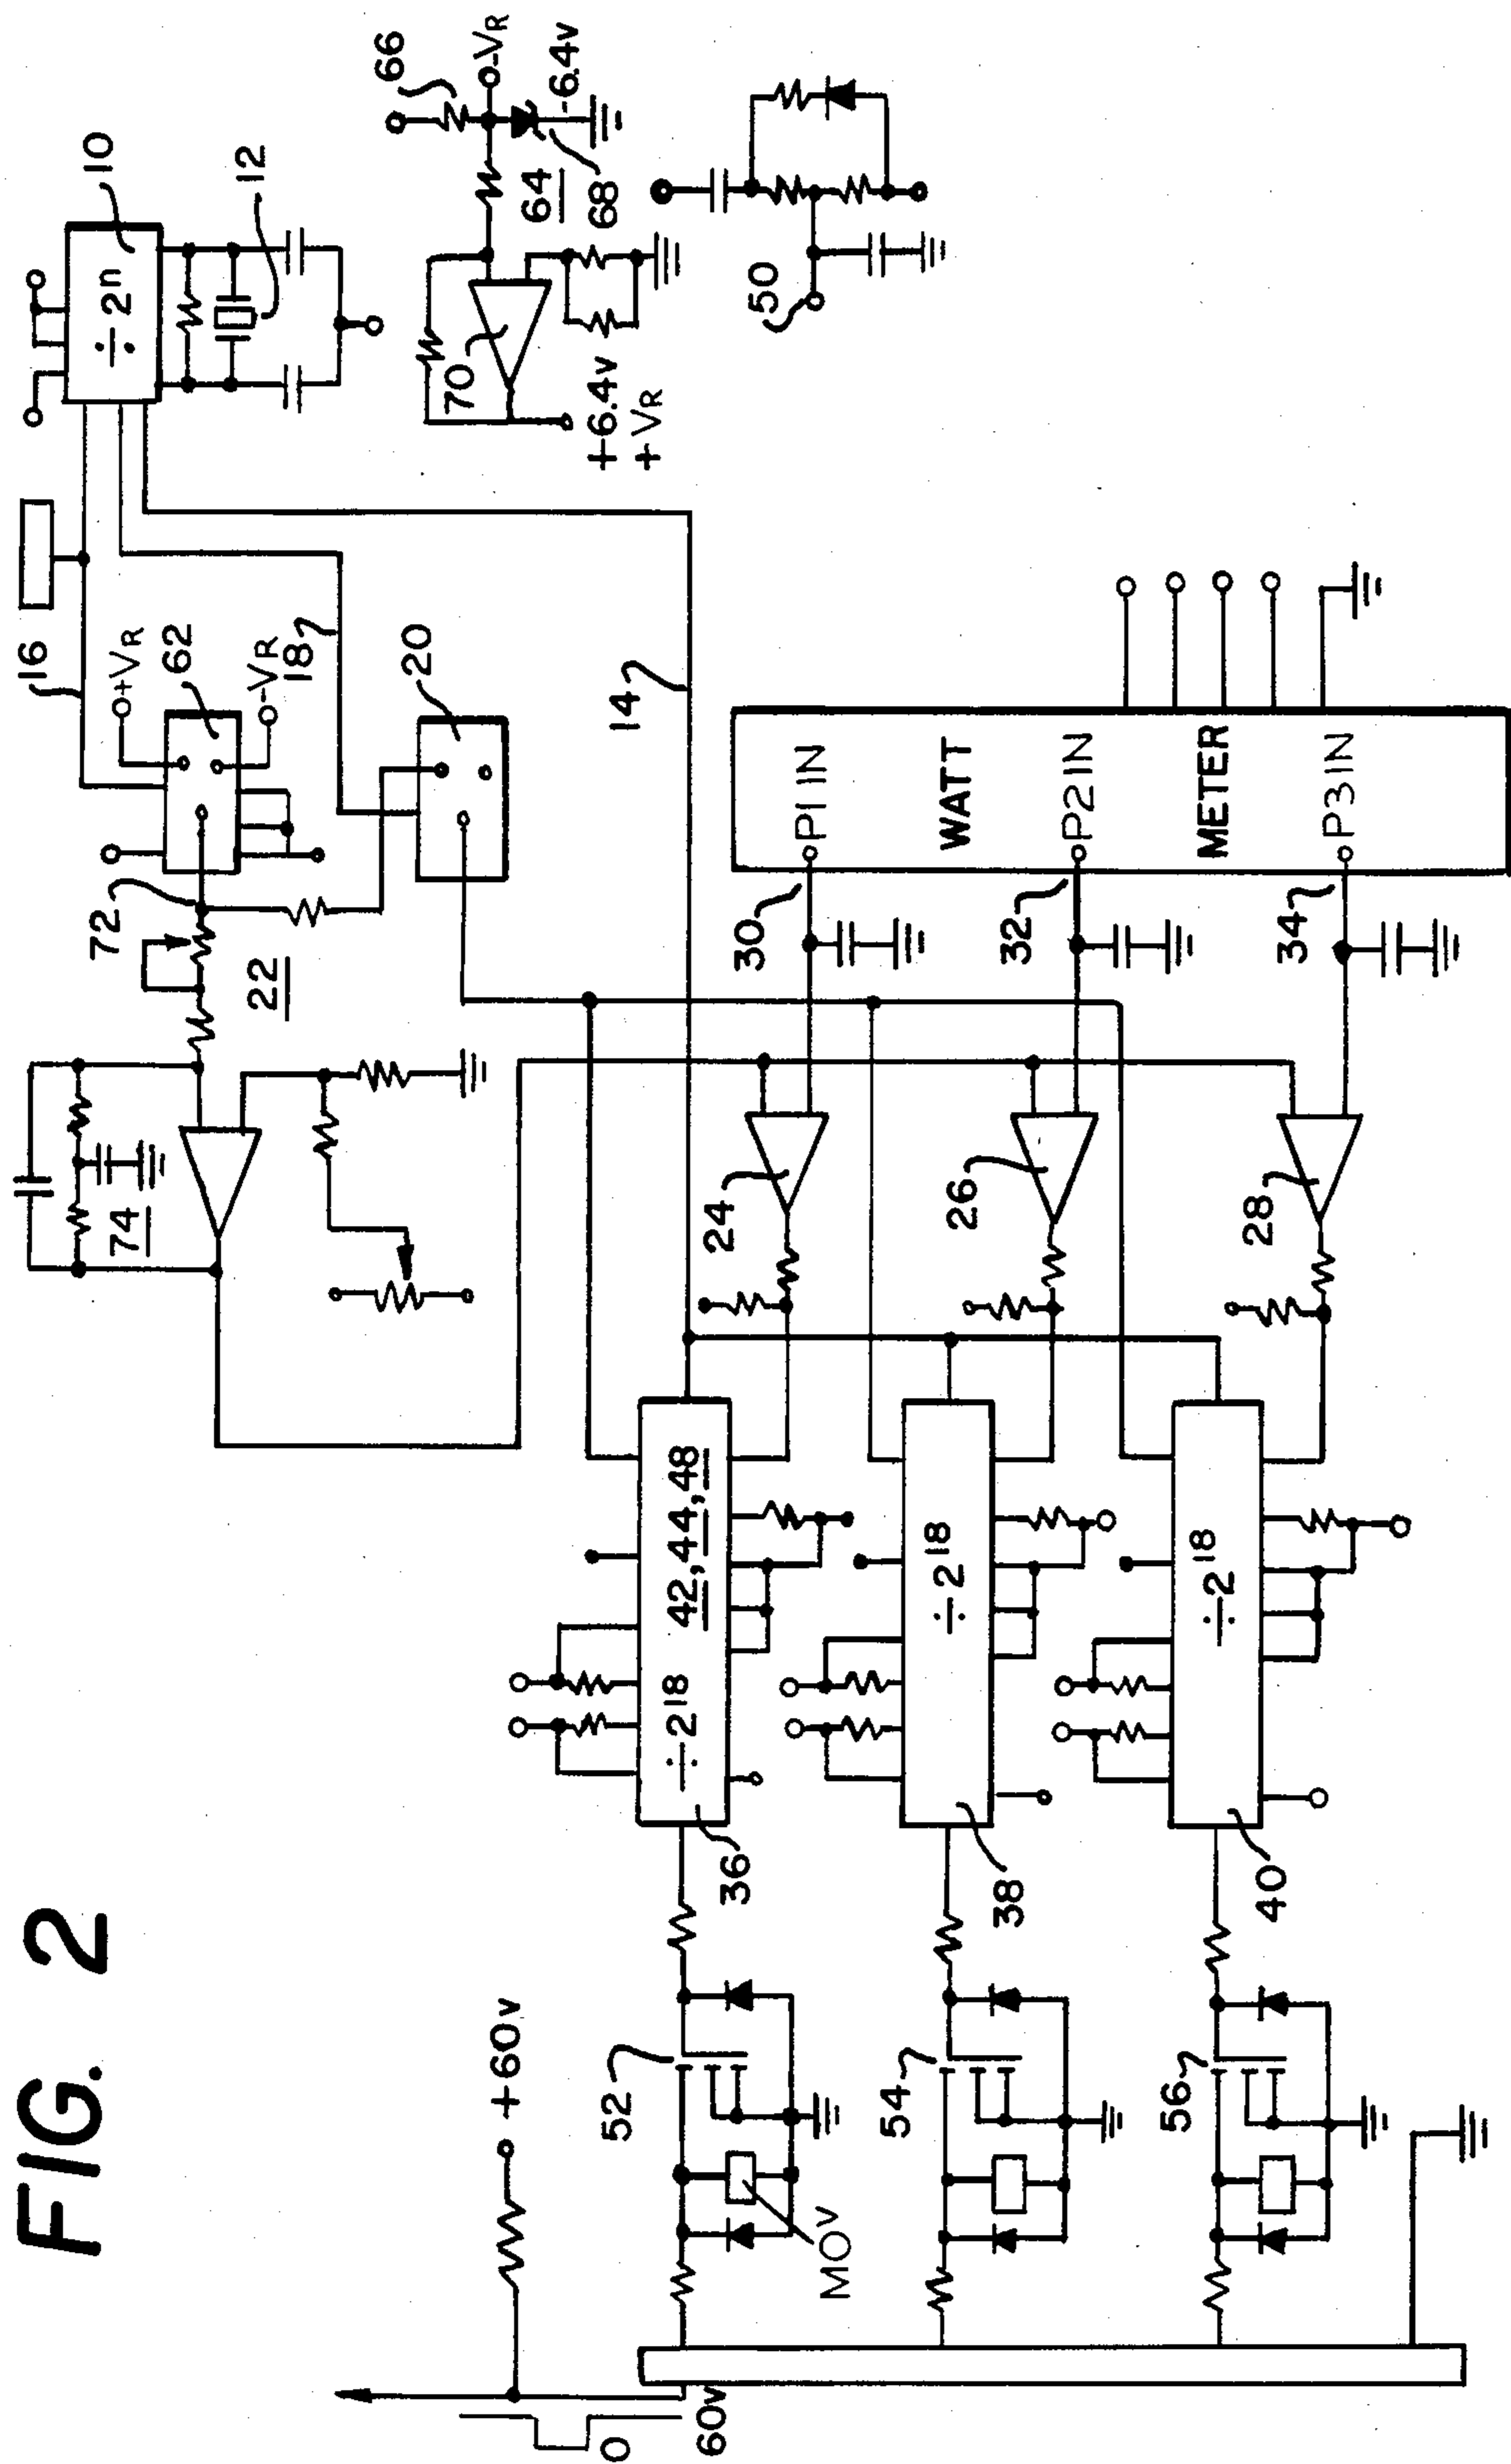 FIG. 2
10
÷2ⁿ
12
66
-VR
-6.4v
64
68
70
+6.4v
+VR
50
16
+VR
62
-VR
18
20
14
72
22
74
P1 IN
WATT
P2 IN
METER
P3 IN
30
32
34
24
26
28
÷2¹⁸ 42,44,48
÷2¹⁸
÷2¹⁸
36
38
40
+60v
52
54
56
MOV
0
60v